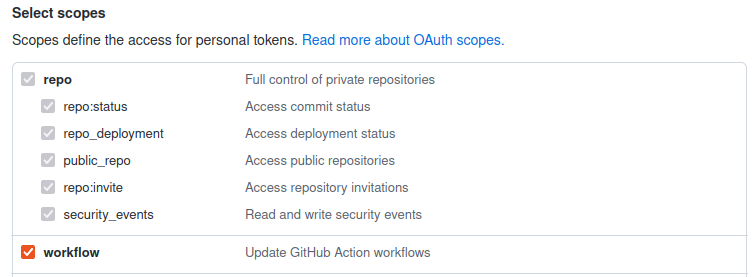 Select scopes
Scopes define the access for personal tokens. Read more about OAuth scopes.
repo Full control of private repositories
repo:status Access commit status
repo_deployment Access deployment status
public_repo Access public repositories
repo:invite Access repository invitations
security_events Read and write security events
workflow Update GitHub Action workflows